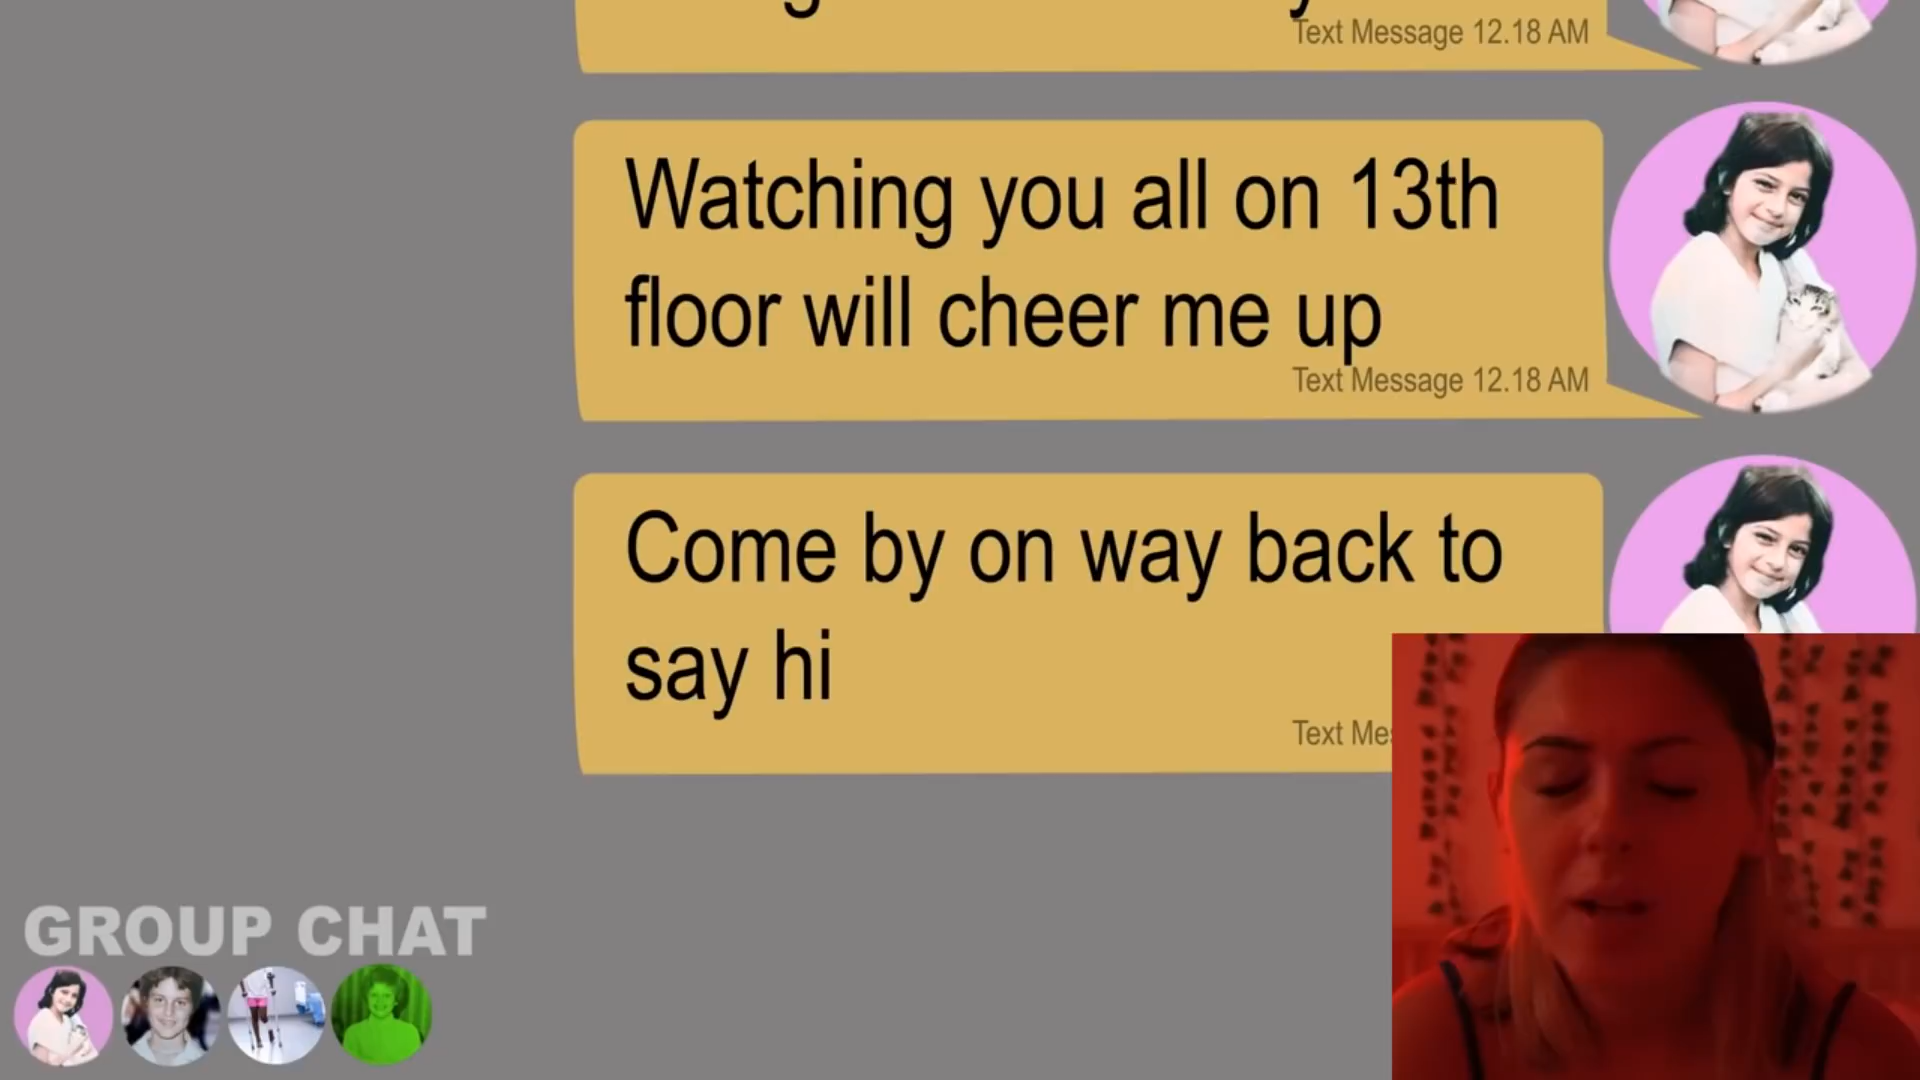 Text Message 12.18 AM
Watching you all on 13th
floor will cheer me up
Text Message 12.18 AM
Come by on way back to
say hi
Text
GROUP CHAT